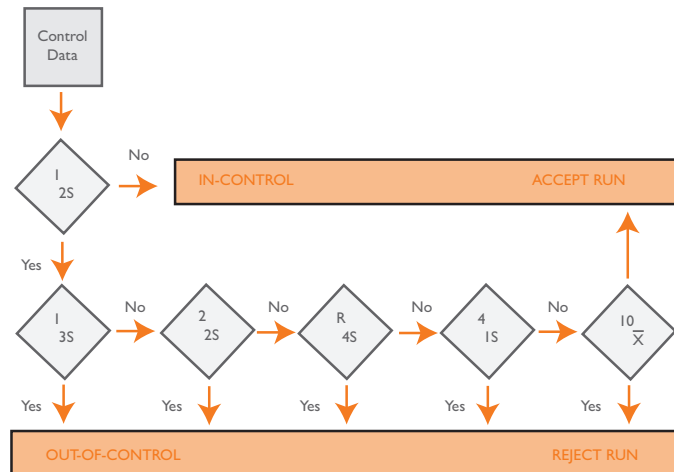 Control
Data
No
1
2S
IN-CONTROL ACCEPT RUN
Yes
1
3S
No
2
2S
No
R
4S
No
4
1S
No
10
X̅
Yes
Yes
Yes
Yes
Yes
OUT-OF-CONTROL REJECT RUN